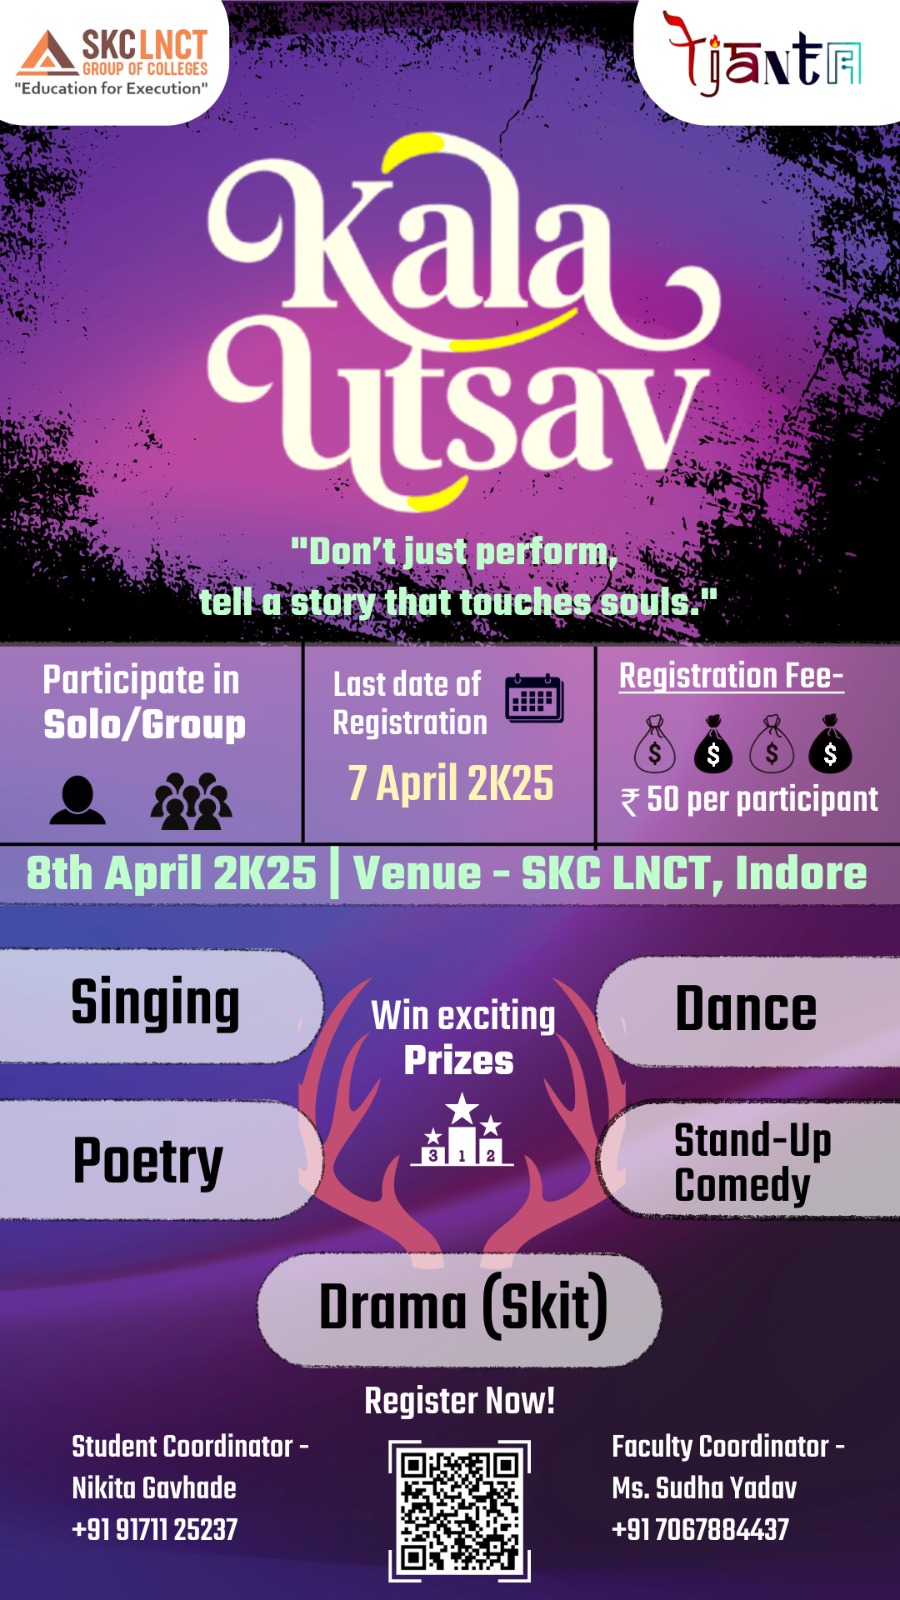 SKC LNCT
GROUP OF COLLEGES
"Education for Execution"
Kala
Utsav
"Don't just perform,
tell a story that touches souls."
Participate in
Solo/Group
Last date of
Registration
7 April 2K25
Registration Fee-
$ $ $ $
₹ 50 per participant
8th April 2K25 | Venue - SKC LNCT, Indore
Singing
Dance
Win exciting
Prizes
3 1 2
Poetry
Stand-Up
Comedy
Drama (Skit)
Register Now!
Student Coordinator -
Nikita Gavhade
+91 91711 25237
Faculty Coordinator -
Ms. Sudha Yadav
+91 7067884437